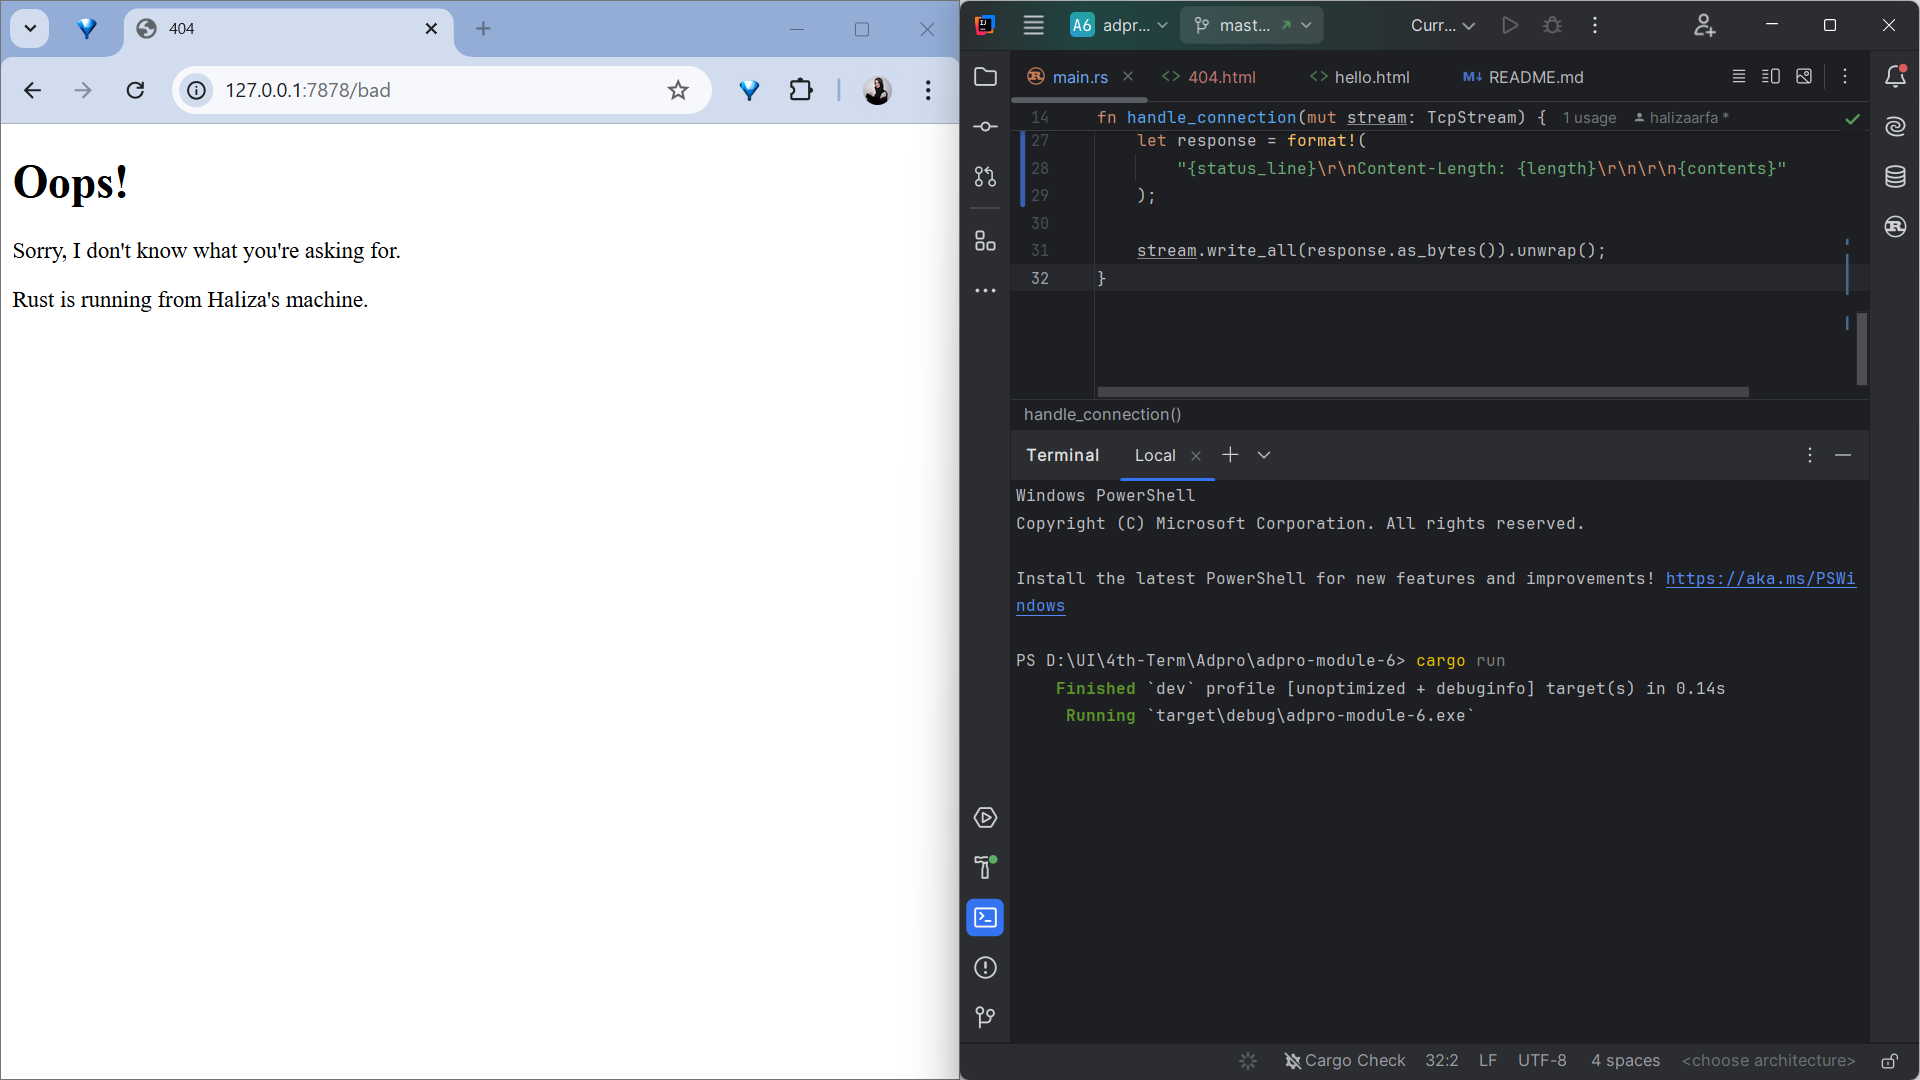 404
127.0.0.1:7878/bad
Oops!
Sorry, I don't know what you're asking for.
Rust is running from Haliza's machine.
A6 adpr... mast... Curr...
main.rs 404.html hello.html M↓ README.md
14 fn handle_connection(mut stream: TcpStream) { 1 usage halizaarfa *
27 let response = format!(
28 "{status_line}\r\nContent-Length: {length}\r\n\r\n{contents}"
29 );
30
31 stream.write_all(response.as_bytes()).unwrap();
32 }
handle_connection()
Terminal Local
Windows PowerShell
Copyright (C) Microsoft Corporation. All rights reserved.
Install the latest PowerShell for new features and improvements! https://aka.ms/PSWi
ndows
PS D:\UI\4th-Term\Adpro\adpro-module-6> cargo run
Finished `dev` profile [unoptimized + debuginfo] target(s) in 0.14s
Running `target\debug\adpro-module-6.exe`
Cargo Check 32:2 LF UTF-8 4 spaces <choose architecture>